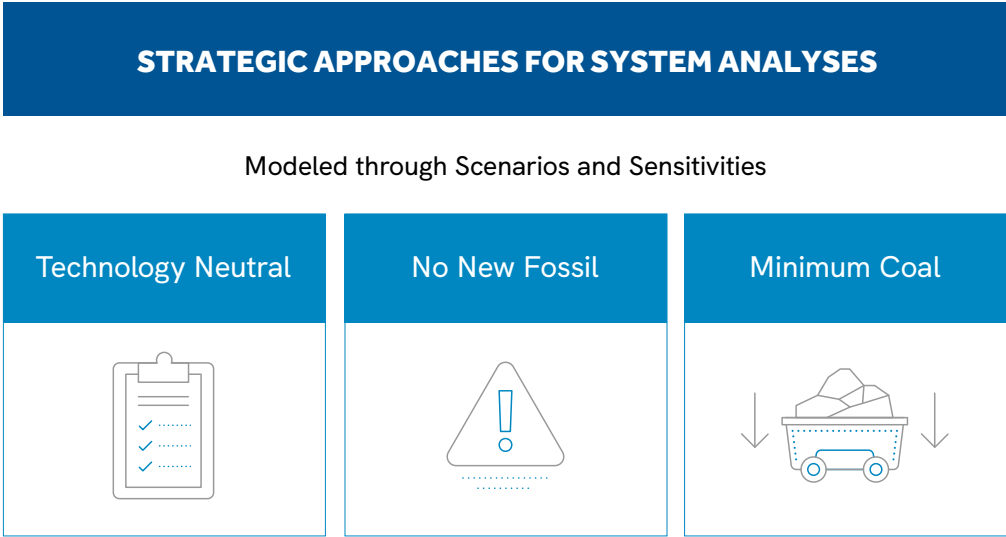 STRATEGIC APPROACHES FOR SYSTEM ANALYSES
Modeled through Scenarios and Sensitivities
Technology Neutral
No New Fossil
Minimum Coal